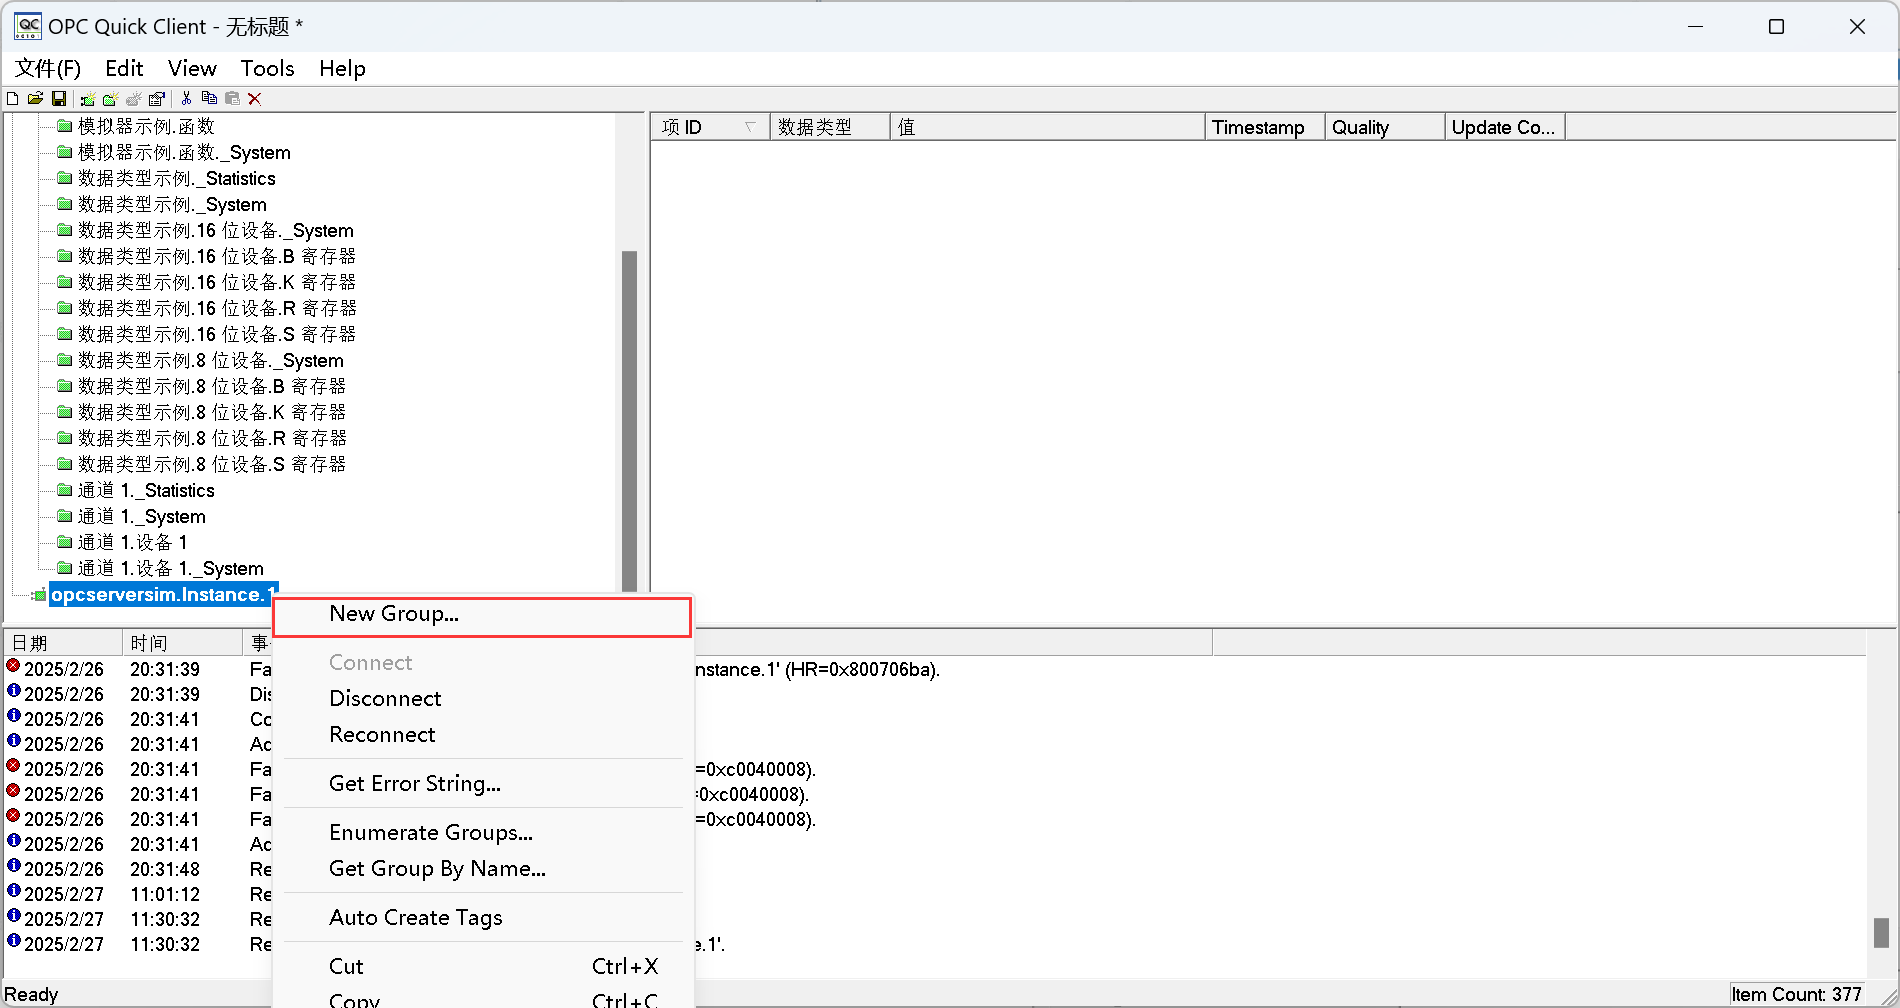 OPC Quick Client - 无标题 *
文件(F) Edit View Tools Help
模拟器示例.函数
模拟器示例.函数._System
数据类型示例._Statistics
数据类型示例._System
数据类型示例.16 位设备._System
数据类型示例.16 位设备.B 寄存器
数据类型示例.16 位设备.K 寄存器
数据类型示例.16 位设备.R 寄存器
数据类型示例.16 位设备.S 寄存器
数据类型示例.8 位设备._System
数据类型示例.8 位设备.B 寄存器
数据类型示例.8 位设备.K 寄存器
数据类型示例.8 位设备.R 寄存器
数据类型示例.8 位设备.S 寄存器
通道 1._Statistics
通道 1._System
通道 1.设备 1
通道 1.设备 1._System
opcserversim.Instance.1
项 ID 数据类型 值 Timestamp Quality Update Co...
New Group...
Connect
Disconnect
Reconnect
Get Error String...
Enumerate Groups...
Get Group By Name...
Auto Create Tags
Cut Ctrl+X
Copy Ctrl+C
日期 时间 事
2025/2/26 20:31:39 Fa nstance.1' (HR=0x800706ba).
2025/2/26 20:31:39 Dis
2025/2/26 20:31:41 Co
2025/2/26 20:31:41 Ad
2025/2/26 20:31:41 Fa =0xc0040008).
2025/2/26 20:31:41 Fa =0xc0040008).
2025/2/26 20:31:41 Fa =0xc0040008).
2025/2/26 20:31:41 Ad
2025/2/26 20:31:48 Re
2025/2/27 11:01:12 Re
2025/2/27 11:30:32 Re
2025/2/27 11:30:32 Re e.1'.
Ready Item Count: 377